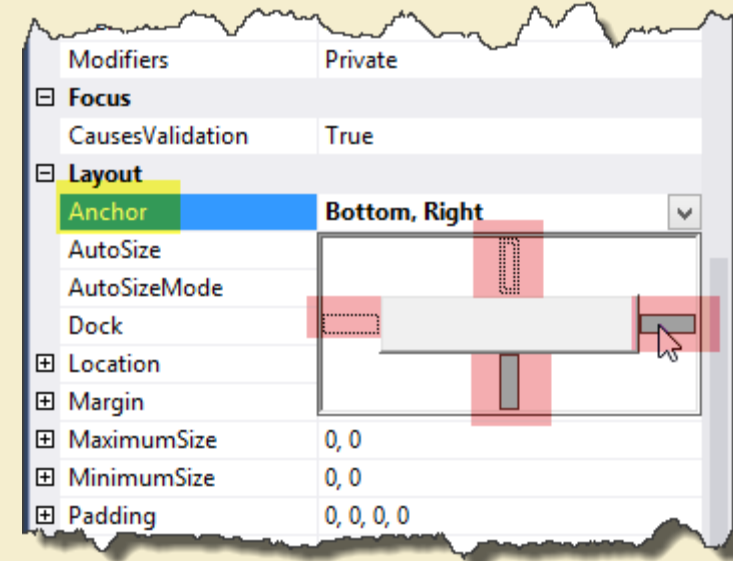 Modifiers Private
Focus
CausesValidation True
Layout
Anchor Bottom, Right
AutoSize
AutoSizeMode
Dock
Location
Margin
MaximumSize 0, 0
MinimumSize 0, 0
Padding 0, 0, 0, 0